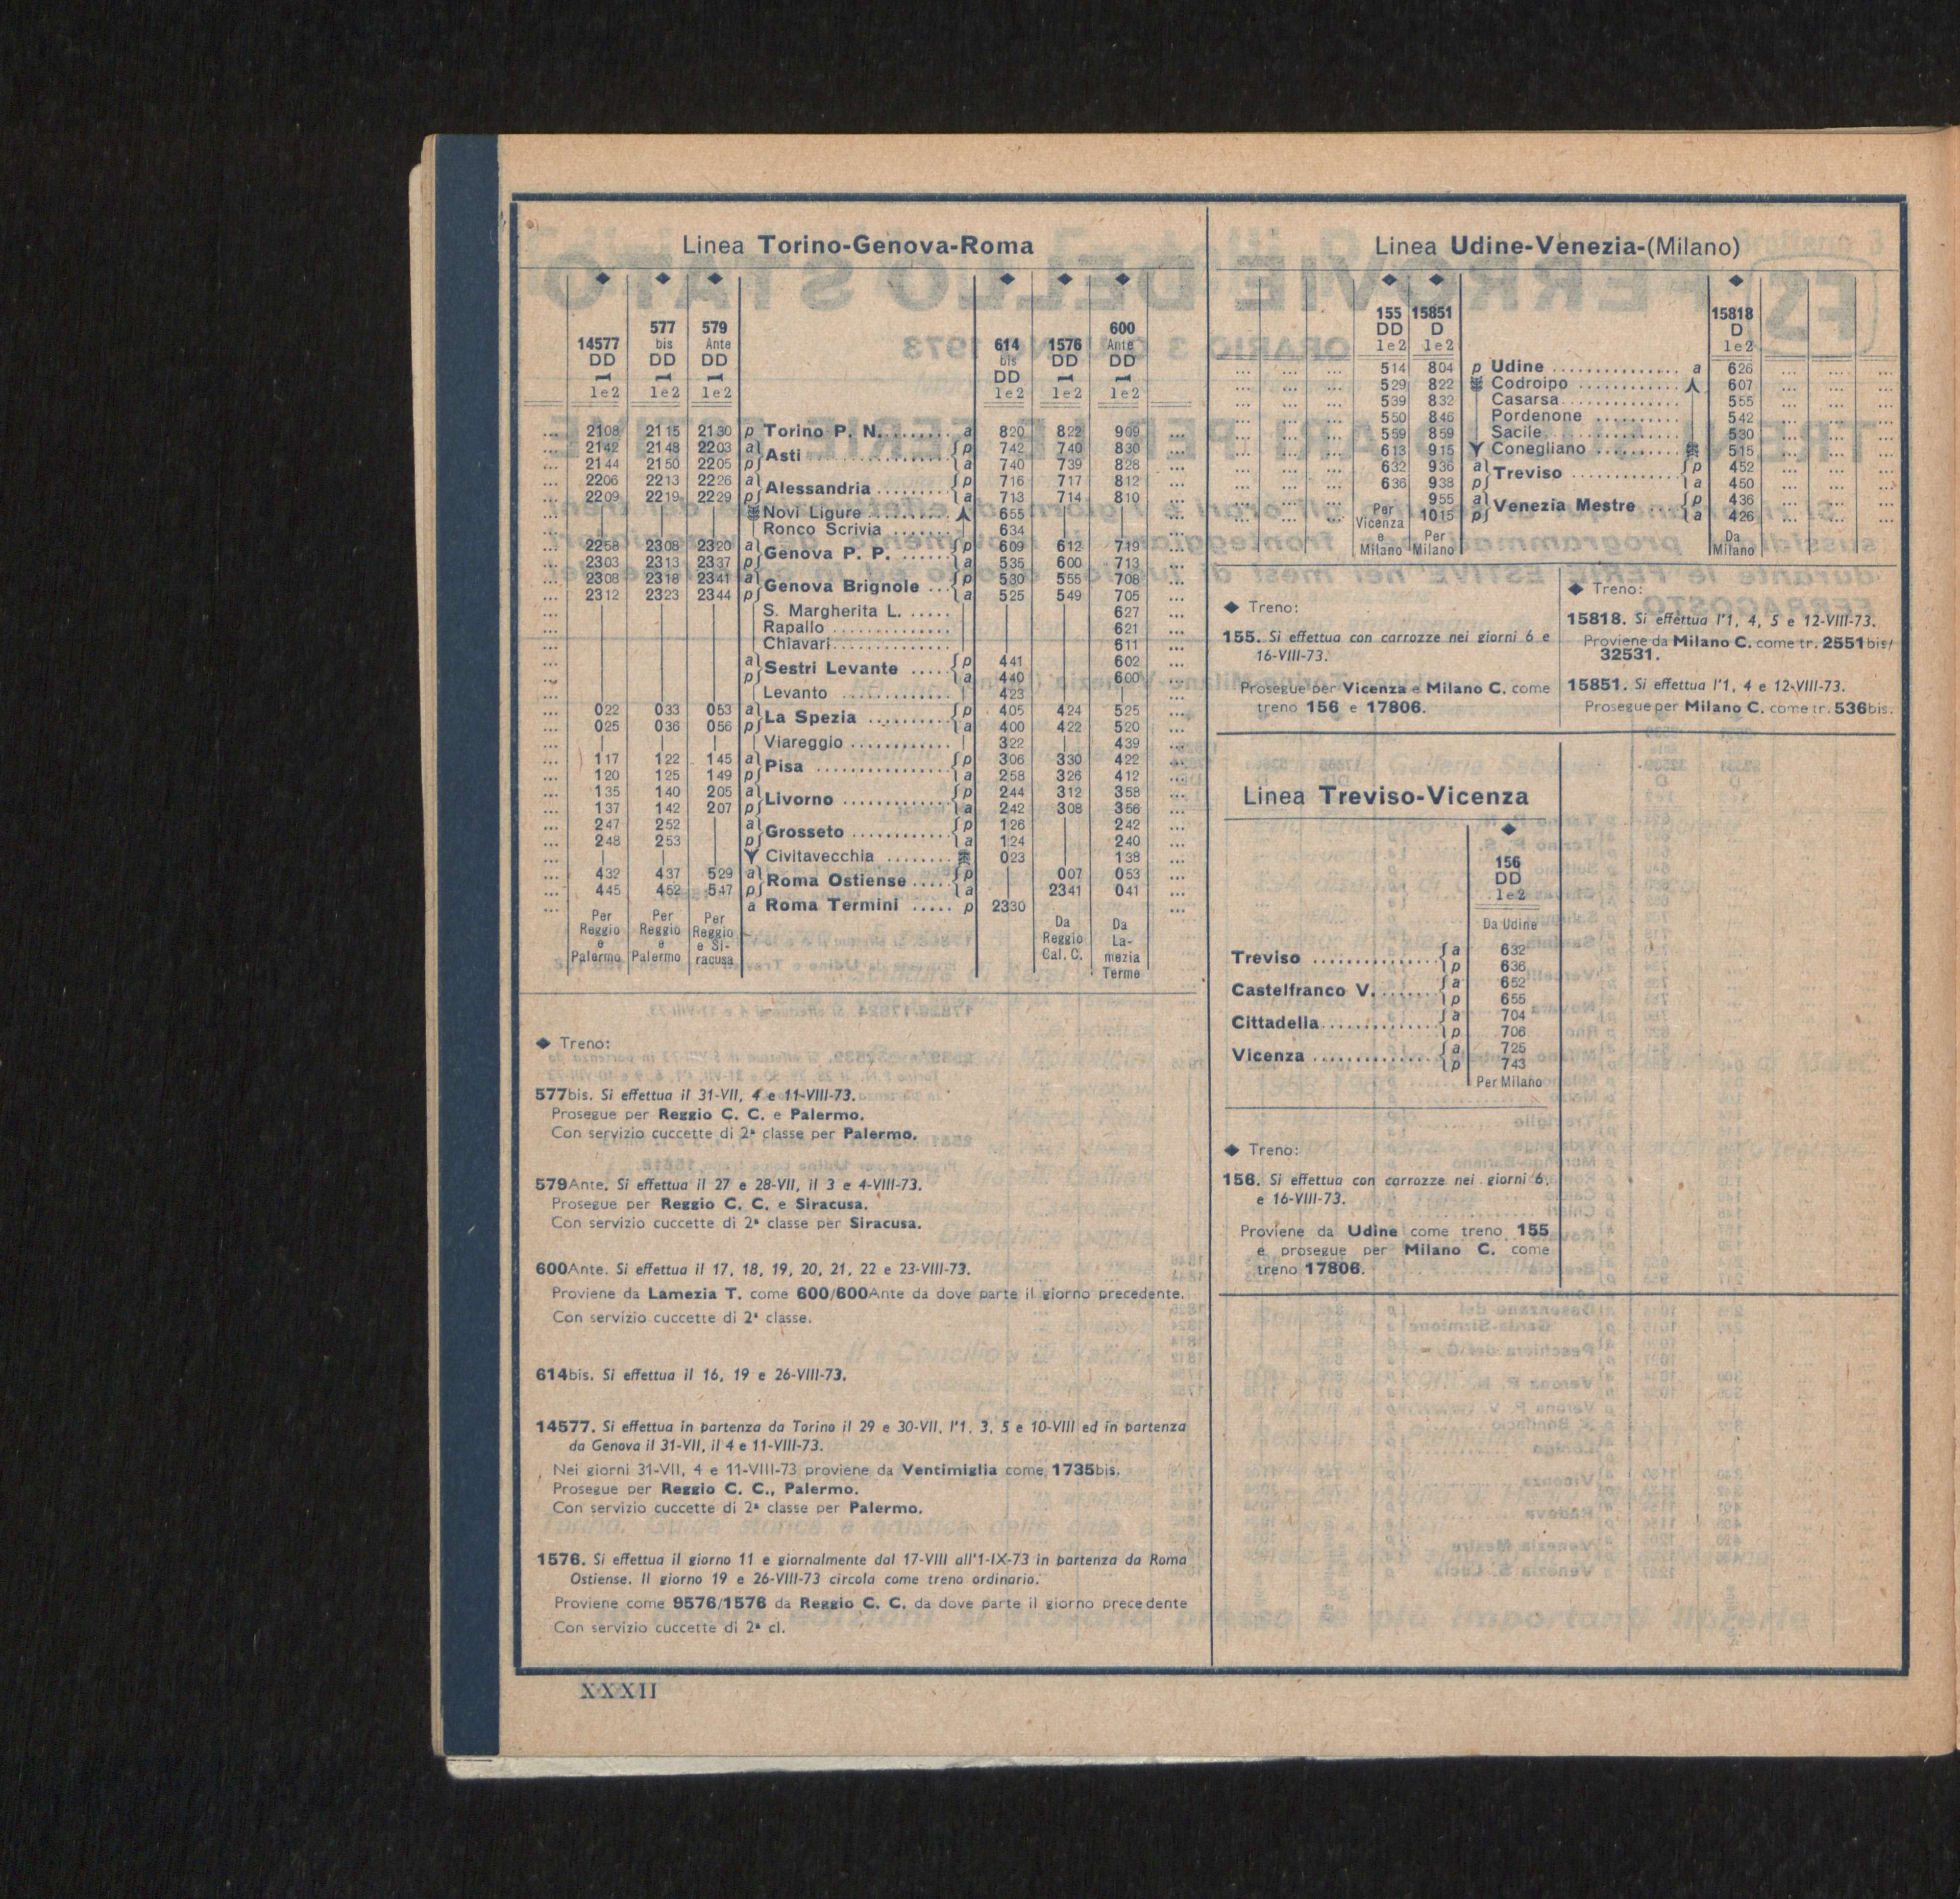 Linea Torino-Genova-Roma
◆ ◆ ◆ ◆ ◆ ◆
14577 DD 1e2 | 577 bis DD 1e2 | 579 Ante DD 1e2 | | 614 bis DD 1e2 | 1576 DD 1e2 | 600 Ante DD 1e2
... 2108 2115 2130 p Torino P. N. ........ a 820 822 909 ...
... 2142 2148 2203 a Asti ........ p 742 740 830 ...
... 2144 2150 2205 p a 740 739 828 ...
... 2206 2213 2226 a Alessandria ........ p 716 717 812 ...
... 2209 2219 2229 p a 713 714 810 ...
... | | | Novi Ligure .......... 655 | | ...
... | | | Ronco Scrivia ....... 634 | | ...
... 2258 2308 2320 a Genova P. P. ...... p 609 612 719 ...
... 2303 2313 2337 p a 535 600 713 ...
... 2308 2318 2341 a Genova Brignole ... p 530 555 708 ...
... 2312 2323 2344 p a 525 549 705 ...
... | | | S. Margherita L. ..... | | 627 ...
... | | | Rapallo .............. | | 621 ...
... | | | Chiavari.............. | | 611 ...
... | | | a Sestri Levante .... p 441 | 602 ...
... | | | p a 440 | 600 ...
... | | | Levanto ............ 423 | | ...
... 022 033 053 a La Spezia .......... p 405 424 525 ...
... 025 036 056 p a 400 422 520 ...
... | | | Viareggio ............ 322 | 439 ...
... 117 122 145 a Pisa ............... p 306 330 422 ...
... 120 125 149 p a 258 326 412 ...
... 135 140 205 a Livorno ............ p 244 312 358 ...
... 137 142 207 p a 242 308 356 ...
... 247 252 | a Grosseto ............ p 126 | 242 ...
... 248 253 | p a 124 | 240 ...
... | | | Civitavecchia ........ 023 | 138 ...
... 432 437 529 a Roma Ostiense ..... p | 007 053 ...
... 445 452 547 p a | 2341 041 ...
... a Roma Termini ..... p 2330 ...
Per Reggio e Palermo | Per Reggio e Palermo | Per Reggio e Si- racusa | Da Reggio Cal. C. | Da La- mezia Terme
◆ Treno:
577bis. Si effettua il 31-VII, 4 e 11-VIII-73.
Prosegue per Reggio C. C. e Palermo.
Con servizio cuccette di 2ª classe per Palermo.
579Ante. Si effettua il 27 e 28-VII, il 3 e 4-VIII-73.
Prosegue per Reggio C. C. e Siracusa.
Con servizio cuccette di 2ª classe per Siracusa.
600Ante. Si effettua il 17, 18, 19, 20, 21, 22 e 23-VIII-73.
Proviene da Lamezia T. come 600/600Ante da dove parte il giorno precedente.
Con servizio cuccette di 2ª classe.
614bis. Si effettua il 16, 19 e 26-VIII-73.
14577. Si effettua in partenza da Torino il 29 e 30-VII, l'1, 3, 5 e 10-VIII ed in partenza
da Genova il 31-VII, il 4 e 11-VIII-73.
Nei giorni 31-VII, 4 e 11-VIII-73 proviene da Ventimiglia come 1735bis.
Prosegue per Reggio C. C., Palermo.
Con servizio cuccette di 2ª classe per Palermo.
1576. Si effettua il giorno 11 e giornalmente dal 17-VIII all'1-IX-73 in partenza da Roma
Ostiense. Il giorno 19 e 26-VIII-73 circola come treno ordinario.
Proviene come 9576/1576 da Reggio C. C. da dove parte il giorno precedente
Con servizio cuccette di 2ª cl.
XXXII
Linea Udine-Venezia-(Milano)
◆ ◆ ◆
155 DD 1e2 | 15851 D 1e2 | | 15818 D 1e2
... ... ... 514 804 p Udine ............... a 626 ... ... ...
... ... ... 529 822 Codroipo ............ 607 ... ... ...
... ... ... 539 832 Casarsa.............. 555 ... ... ...
... ... ... 550 846 Pordenone .......... 542 ... ... ...
... ... ... 559 859 Sacile................ 530 ... ... ...
... ... ... 613 915 Conegliano .......... 515 ... ... ...
... ... ... 632 936 a Treviso ............ p 452 ... ... ...
... ... ... 636 938 p a 450 ... ... ...
... ... ... 955 a Venezia Mestre ... p 436 ... ... ...
... ... ... 1015 p a 426 ... ... ...
Per Vicenza e Milano | Per Milano | Da Milano
◆ Treno:
155. Si effettua con carrozze nei giorni 6 e
16-VIII-73.
Prosegue per Vicenza e Milano C. come
treno 156 e 17806.
◆ Treno:
15818. Si effettua l'1, 4, 5 e 12-VIII-73.
Proviene da Milano C. come tr. 2551bis/
32531.
15851. Si effettua l'1, 4 e 12-VIII-73.
Prosegue per Milano C. come tr. 536bis.
Linea Treviso-Vicenza
◆
156
DD
1e2
Da Udine
Treviso ............... a 632
p 636
Castelfranco V. ....... a 652
p 655
Cittadella.............. a 704
p 706
Vicenza ............... a 725
p 743
Per Milano
◆ Treno:
156. Si effettua con carrozze nei giorni 6,
e 16-VIII-73.
Proviene da Udine come treno 155
e prosegue per Milano C. come
treno 17806.